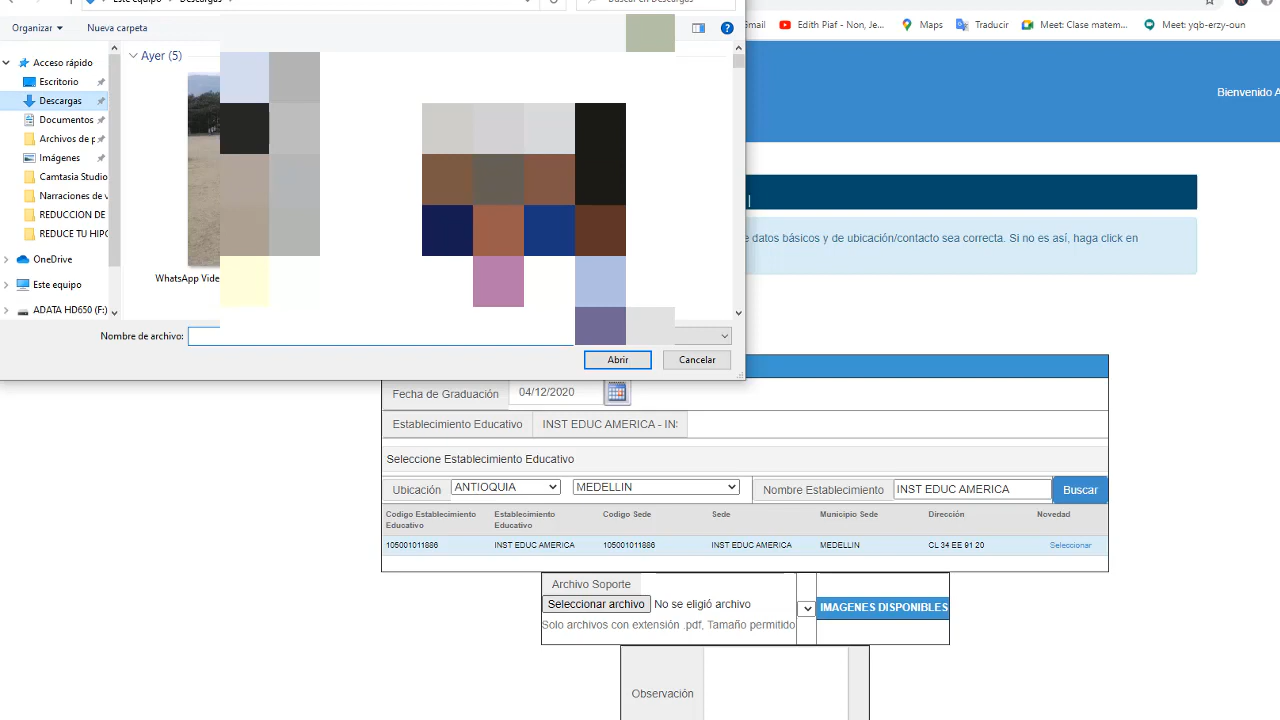 Este equipo > Descargas >
Buscar en Descargas
Organizar
Nueva carpeta
Acceso rápido
Escritorio
Descargas
Documentos
Archivos de p
Imágenes
Camtasia Studio
Narraciones de v
REDUCCION DE
REDUCE TU HIPO
OneDrive
Este equipo
ADATA HD650 (F:)
Ayer (5)
WhatsApp Vide
Nombre de archivo:
Abrir
Cancelar
Edith Piaf - Non, Je...
Maps
Traducir
Meet: Clase matem...
Meet: yqb-erzy-oun
Bienvenido A
e datos básicos y de ubicación/contacto sea correcta. Si no es así, haga click en
Fecha de Graduación 04/12/2020
Establecimiento Educativo INST EDUC AMERICA - IN
Seleccione Establecimiento Educativo
Ubicación ANTIOQUIA MEDELLIN Nombre Establecimiento INST EDUC AMERICA Buscar
Codigo Establecimiento Educativo Establecimiento Educativo Codigo Sede Sede Municipio Sede Dirección Novedad
105001011886 INST EDUC AMERICA 105001011886 INST EDUC AMERICA MEDELLIN CL 34 EE 91 20 Seleccionar
Archivo Soporte
Seleccionar archivo No se eligió archivo
IMAGENES DISPONIBLES
Solo archivos con extensión .pdf, Tamaño permitido
Observación